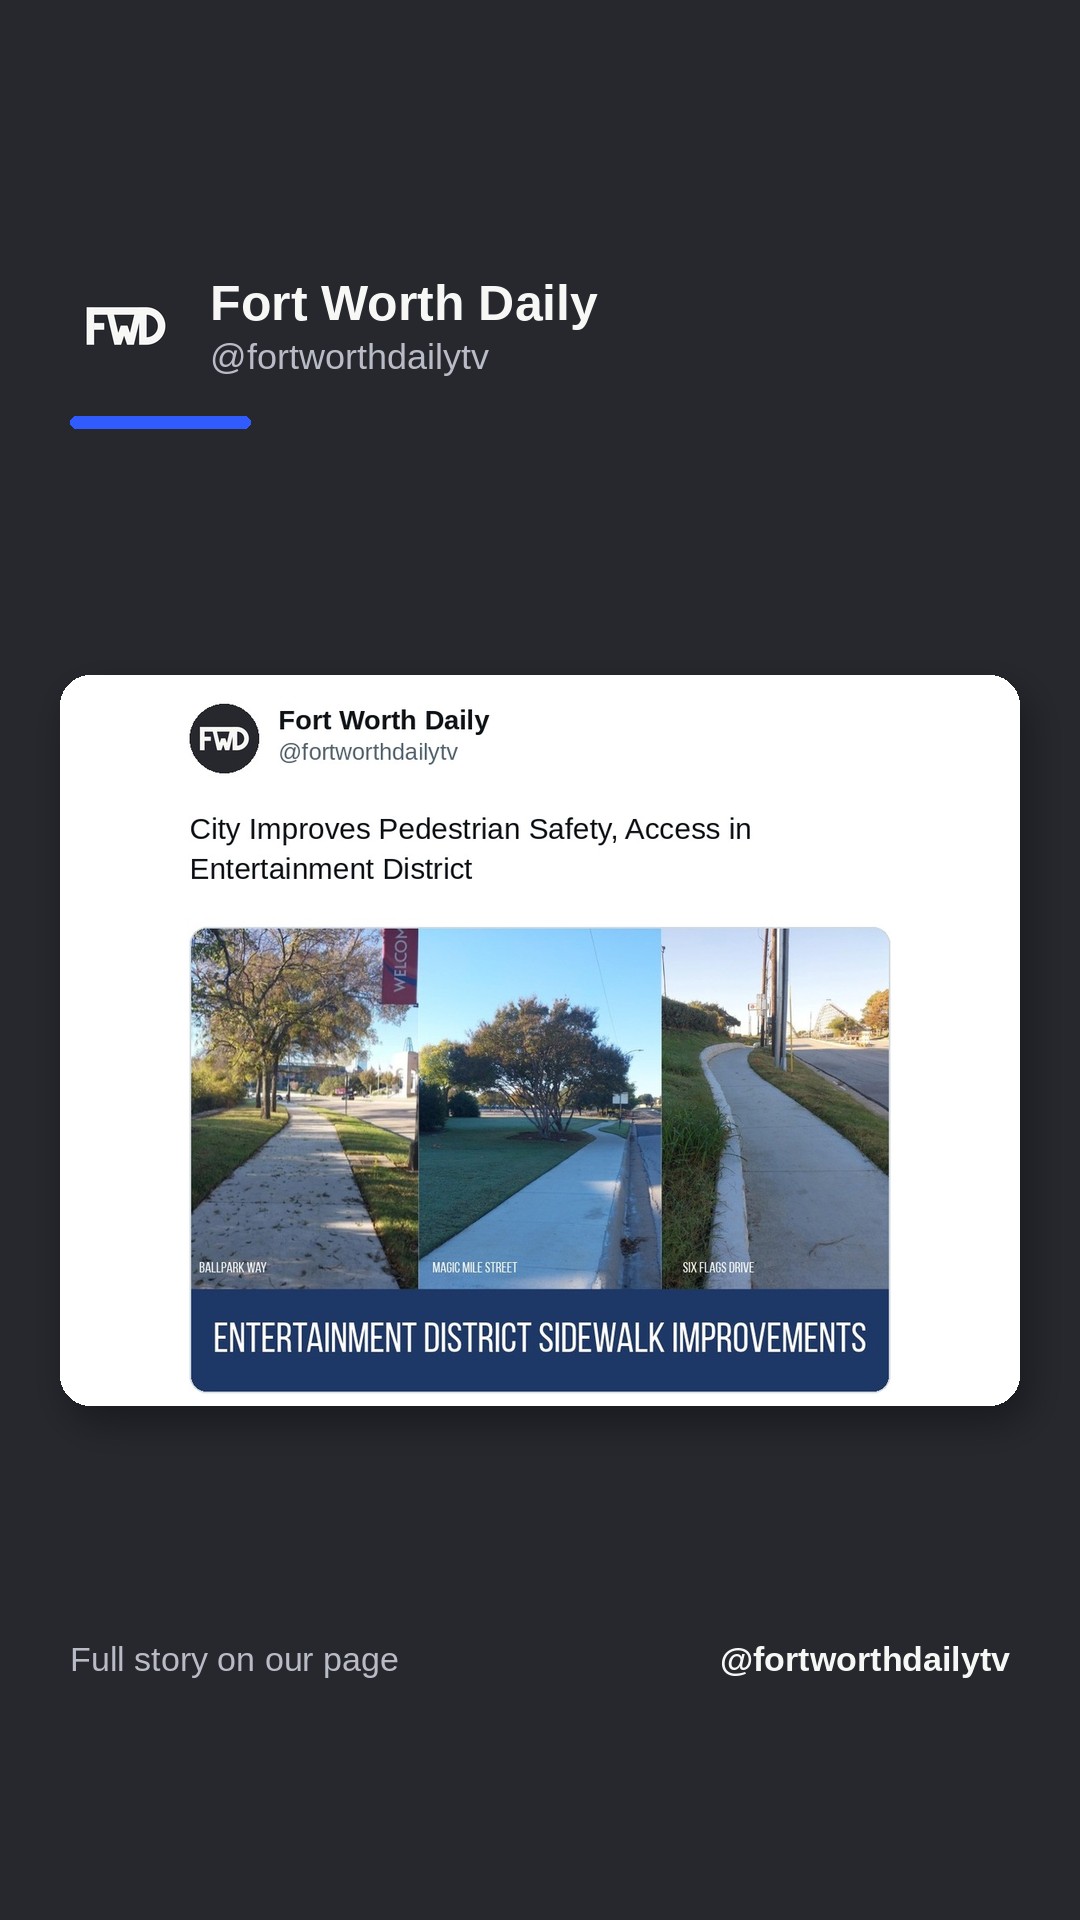 FWD
Fort Worth Daily
@fortworthdailytv
FWD
Fort Worth Daily
@fortworthdailytv
City Improves Pedestrian Safety, Access in
Entertainment District
WELCOM
BALLPARK WAY
MAGIC MILE STREET
SIX FLAGS DRIVE
ENTERTAINMENT DISTRICT SIDEWALK IMPROVEMENTS
Full story on our page
@fortworthdailytv